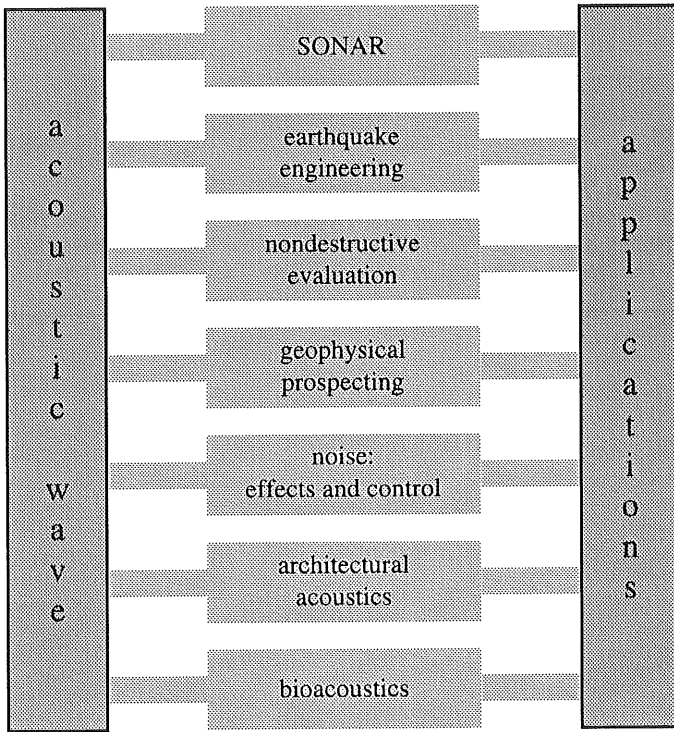 acoustic wave
SONAR
earthquake
engineering
nondestructive
evaluation
geophysical
prospecting
noise:
effects and control
architectural
acoustics
bioacoustics
applications